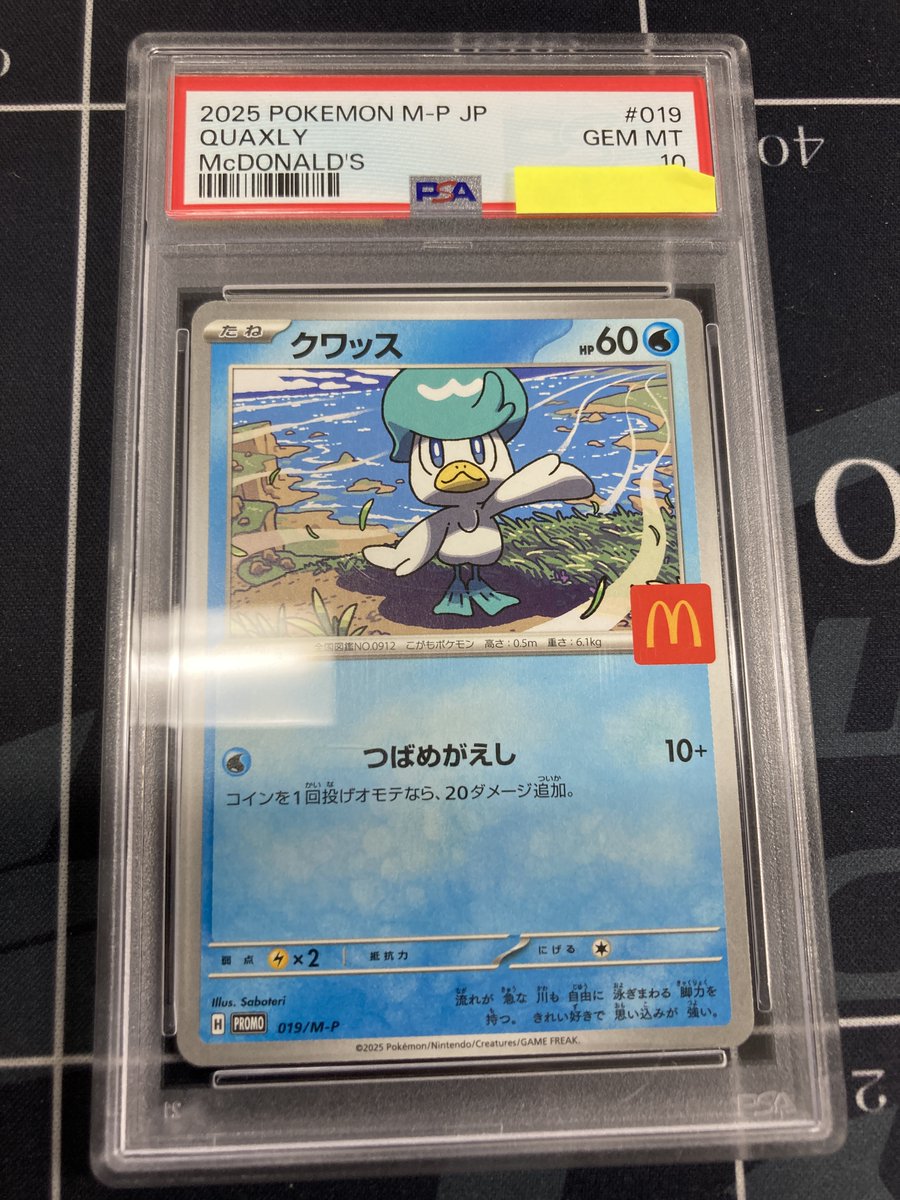 2025 POKEMON M-P JP #019
QUAXLY GEM MT
McDONALD'S 10
PSA
たね クワッス HP60
全国図鑑NO.0912 こがもポケモン 高さ:0.5m 重さ:6.1kg
つばめがえし 10+
コインを1回投げオモテなら、20ダメージ追加。
弱点 ×2 抵抗力 にげる
Illus. Saboteri
流れが 急な 川も 自由に 泳ぎまわる 脚力を
持つ。 きれい好きで 思い込みが 強い。
H PROMO 019/M-P
©2025 Pokémon/Nintendo/Creatures/GAME FREAK.
PSA
40
0
2